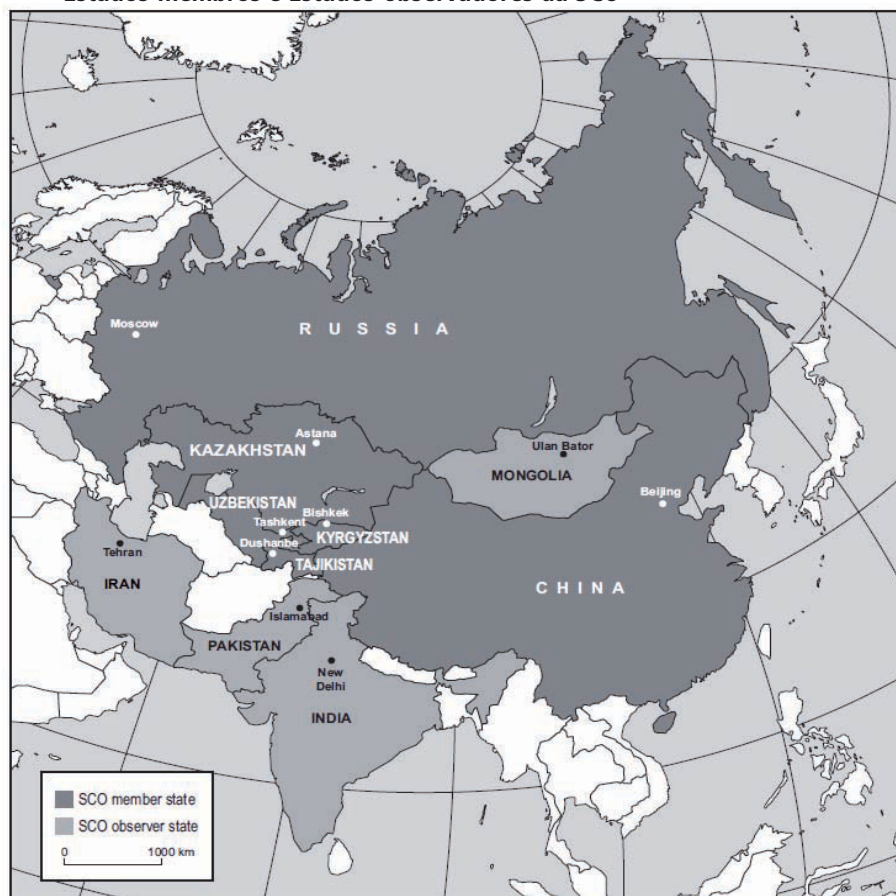 Estados membros e Estados observadores da SCO
Moscow
R U S S I A
Astana
KAZAKHSTAN
Ulan Bator
MONGOLIA
Beijing
UZBEKISTAN
Bishkek
Tashkent
KYRGYZSTAN
Dushanbe
TAJIKISTAN
Tehran
IRAN
C H I N A
Islamabad
PAKISTAN
New
Delhi
INDIA
SCO member state
SCO observer state
0 1000 km